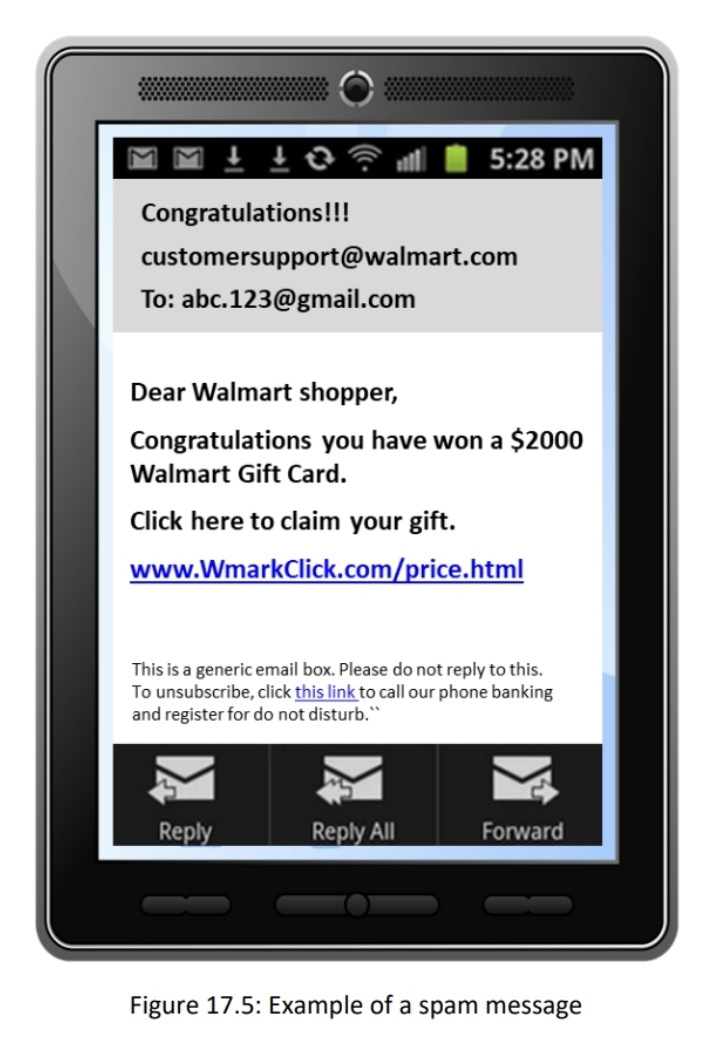 5:28 PM
Congratulations!!!
customersupport@walmart.com
To: abc.123@gmail.com
Dear Walmart shopper,
Congratulations you have won a $2000
Walmart Gift Card.
Click here to claim your gift.
www.WmarkClick.com/price.html
This is a generic email box. Please do not reply to this.
To unsubscribe, click this link to call our phone banking
and register for do not disturb.``
Reply
Reply All
Forward
Figure 17.5: Example of a spam message